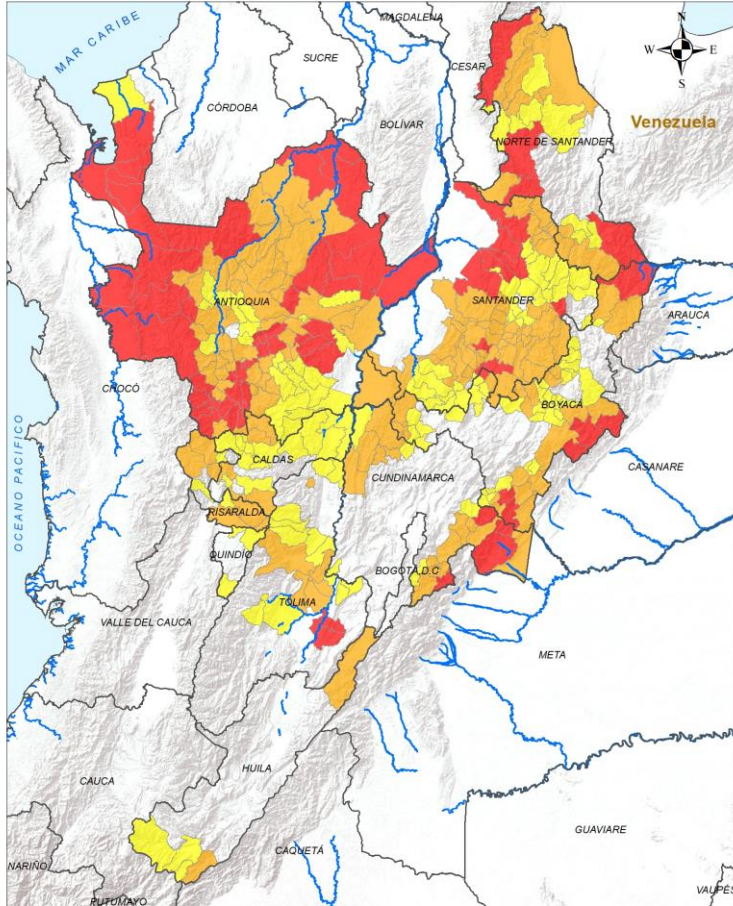 MAGDALENA
MAR CARIBE
N
W E
S
SUCRE
CESAR
CÓRDOBA
BOLÍVAR
Venezuela
NORTE DE SANTANDER
ANTIOQUIA
SANTANDER
ARAUCA
CHOCÓ
BOYACÁ
CALDAS
CUNDINAMARCA
CASANARE
OCEANO PACIFICO
RISARALDA
QUINDÍO
BOGOTÁ, D.C
TOLIMA
VALLE DEL CAUCA
META
HUILA
CAUCA
GUAVIARE
CAQUETÁ
NARIÑO
PUTUMAYO
VAUPÉS